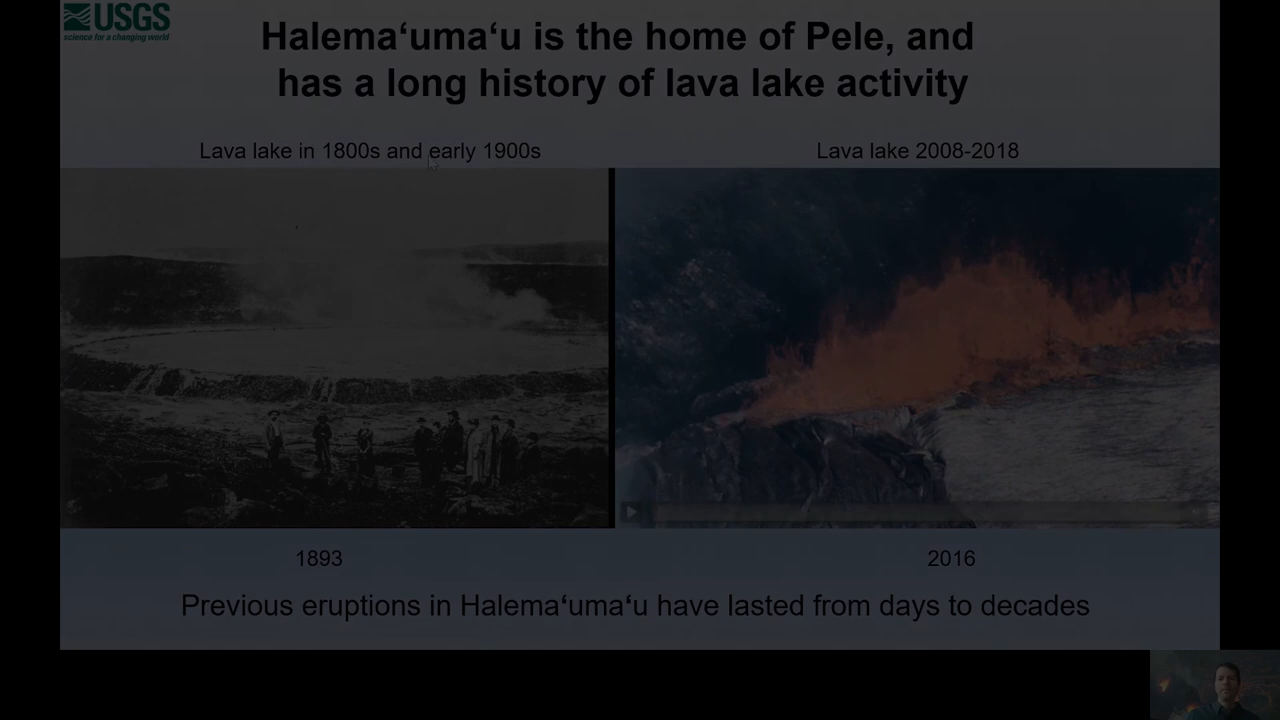 USGS
science for a changing world
Halemaʻumaʻu is the home of Pele, and
has a long history of lava lake activity
Lava lake in 1800s and early 1900s
Lava lake 2008-2018
1893
2016
Previous eruptions in Halemaʻumaʻu have lasted from days to decades